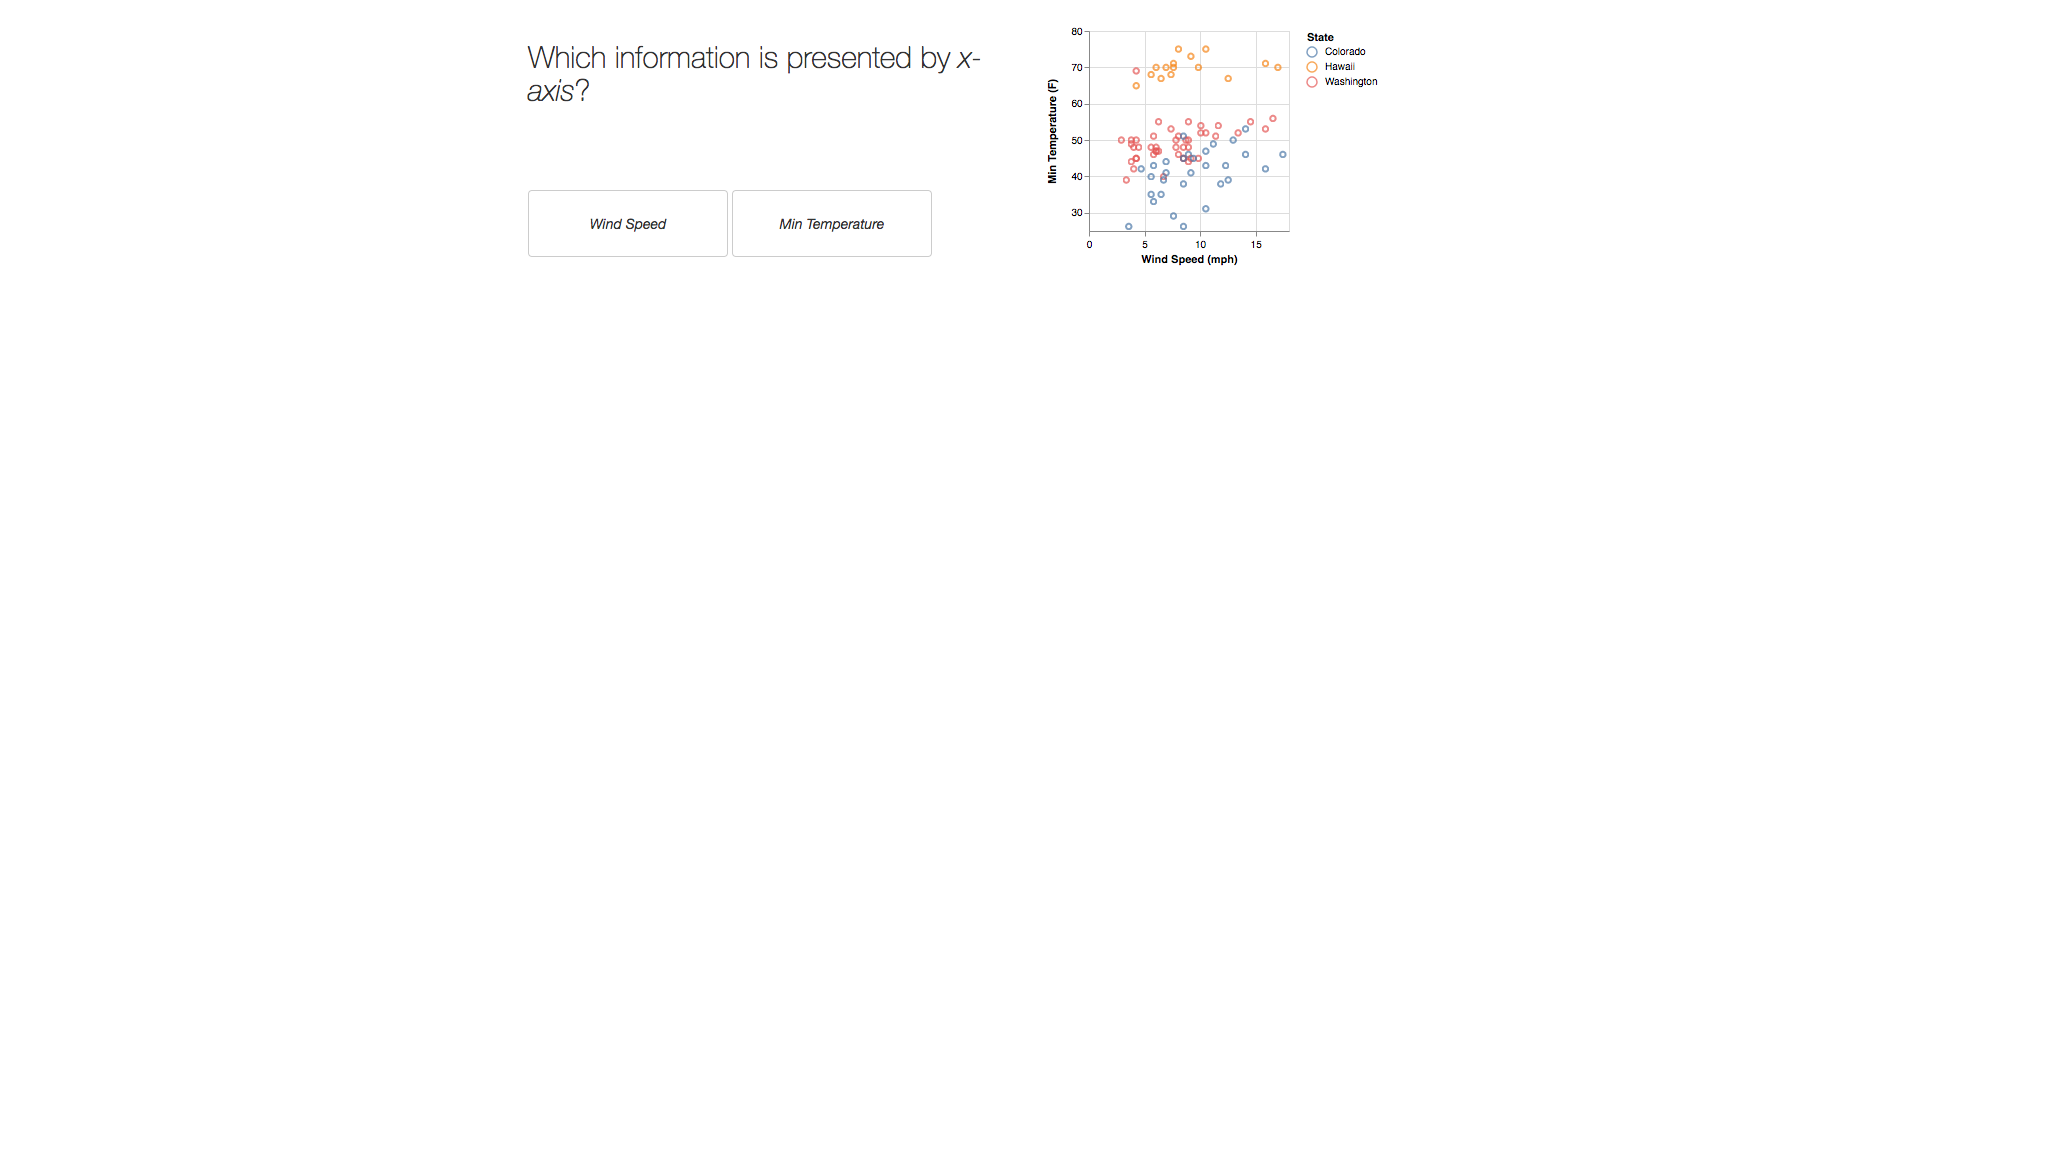 Which information is presented by x-
axis?
Wind Speed
Min Temperature
80
70
60
50
40
30
Min Temperature (F)
0 5 10 15
Wind Speed (mph)
State
Colorado
Hawaii
Washington